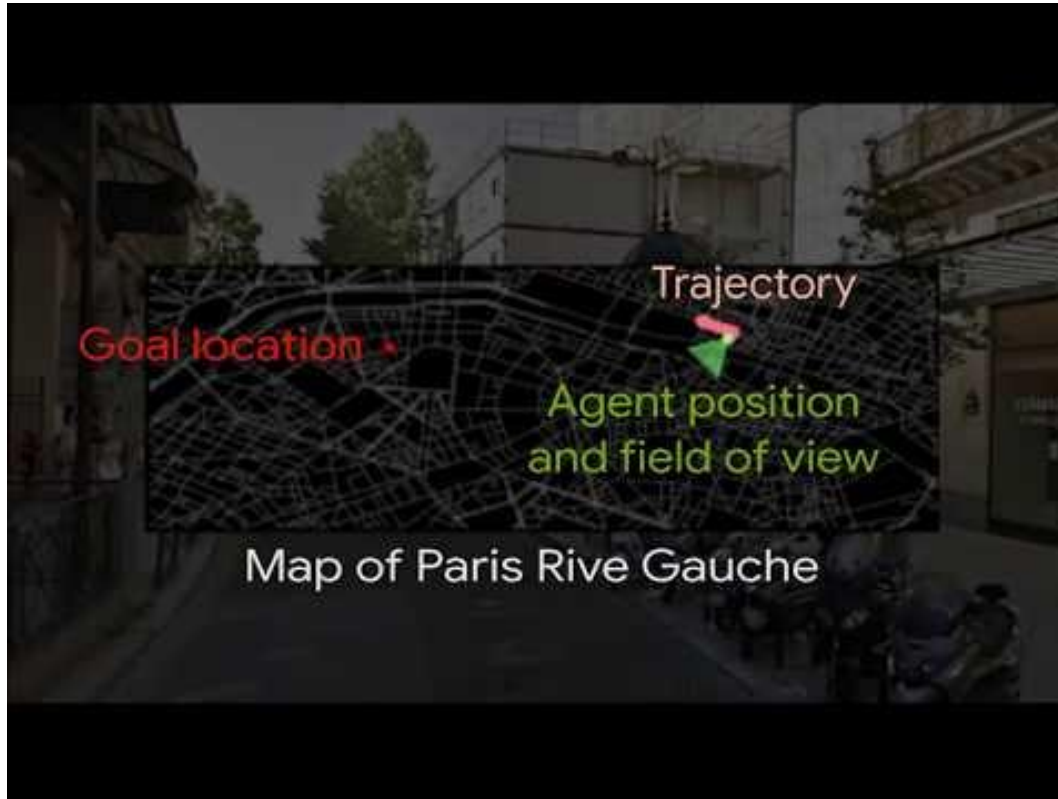 Trajectory
Goal location
Agent position
and field of view
Map of Paris Rive Gauche